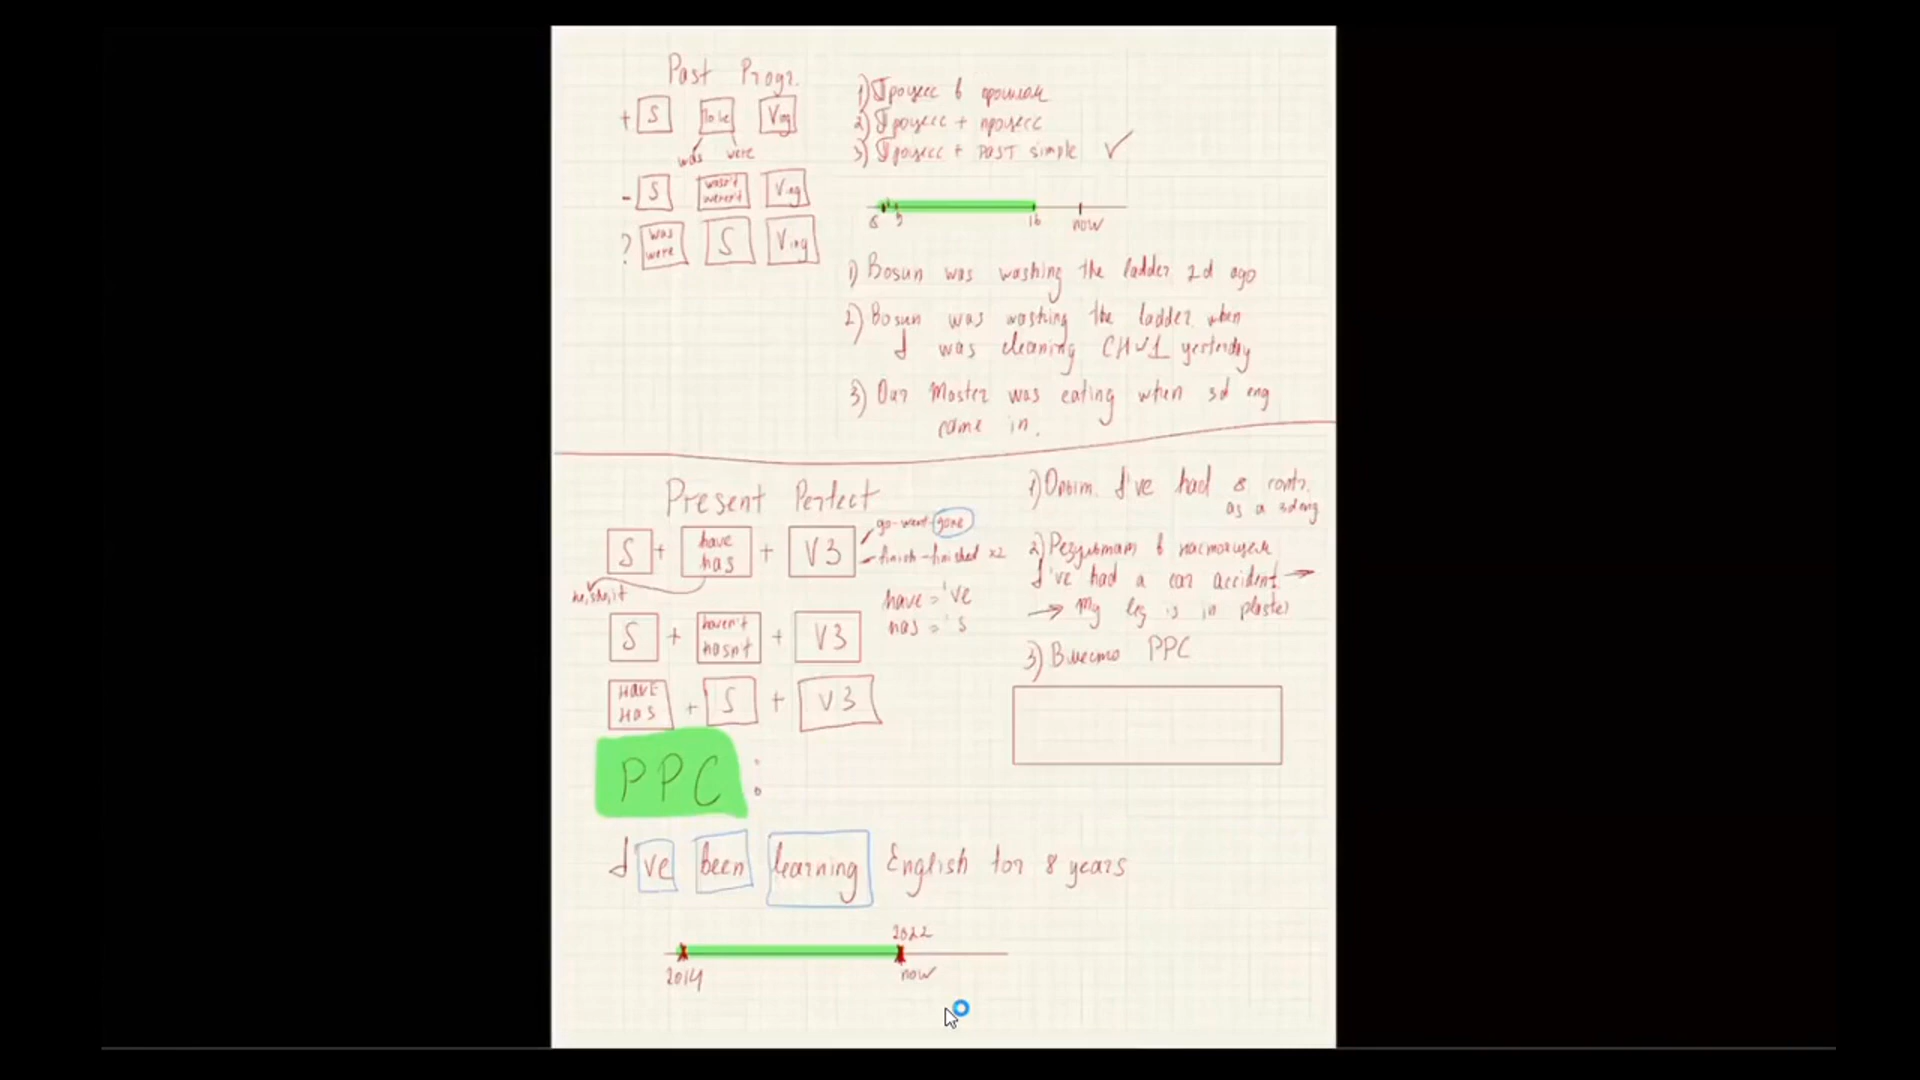 Past Progr.
+ S To be Ving
was were
- S wasn't weren't Ving
? was were S Ving
1) Процесс в прошлом
2) Процесс + процесс
3) Процесс + PAST simple ✓
8 9 16 now
1) Bosun was washing the ladder 2d ago
2) Bosun was washing the ladder when
I was cleaning CH№1 yesterday
3) Our Master was eating when 3d eng
came in.
Present Perfect
S + have has + V3
go-went-gone
finish-finished x2
he, she, it
have = 've
has = 's
S + haven't hasn't + V3
HAVE HAS + S + V3
1) Опыт. I've had 8 contr.
as a 3d eng
2) Результат в настоящем
I've had a car accident →
→ My leg is in plaster
3) Вместо PPC
PPC :
I 've been learning English for 8 years
2022
2014 now